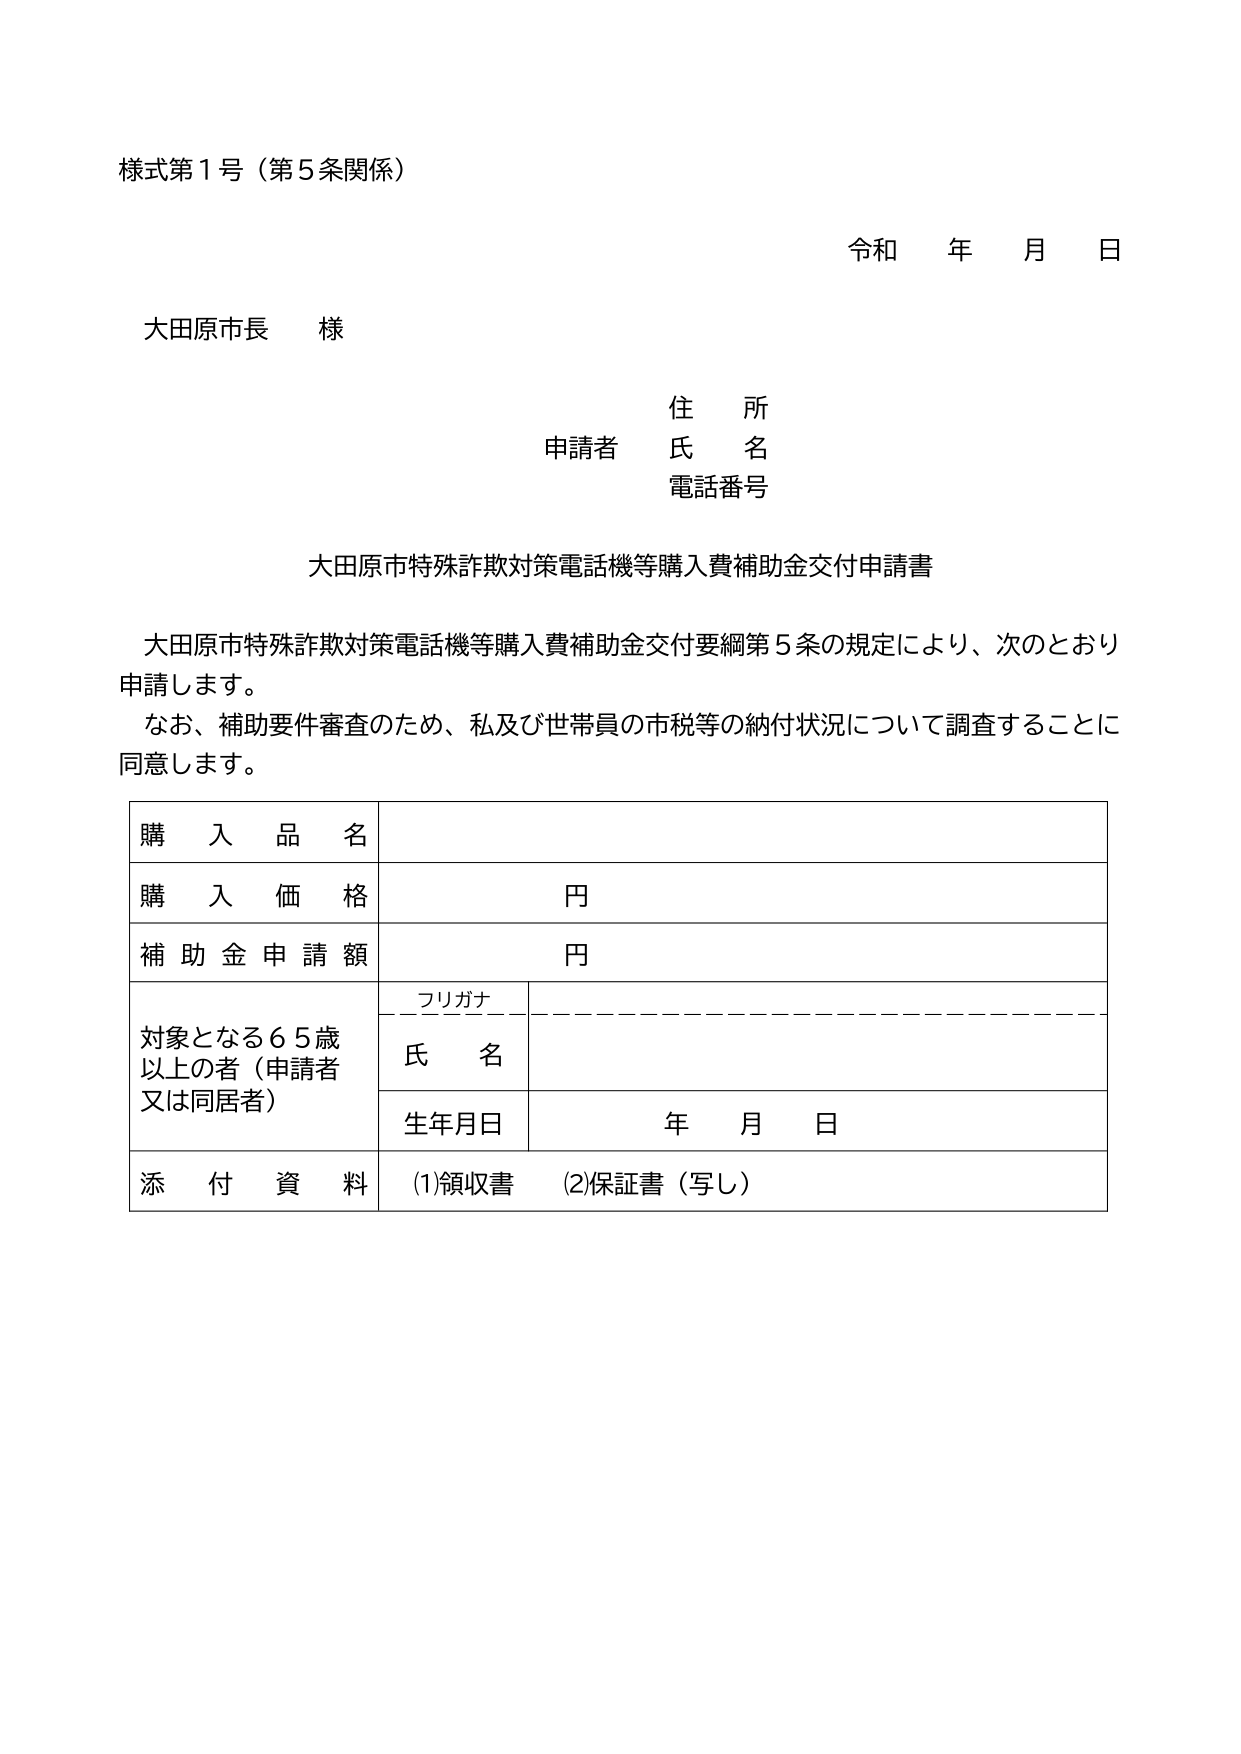 様式第１号（第５条関係）
令和　　年　　月　　日
大田原市長　　様
住　　所
申請者　　氏　　名
電話番号
大田原市特殊詐欺対策電話機等購入費補助金交付申請書
　大田原市特殊詐欺対策電話機等購入費補助金交付要綱第５条の規定により、次のとおり
申請します。
　なお、補助要件審査のため、私及び世帯員の市税等の納付状況について調査することに
同意します。
購　入　品　名
購　入　価　格　　円
補助金申請額　　円
フリガナ
対象となる６５歳
以上の者（申請者
又は同居者）
氏　　名
生年月日　　年　　月　　日
添　付　資　料　　⑴領収書　　⑵保証書（写し）